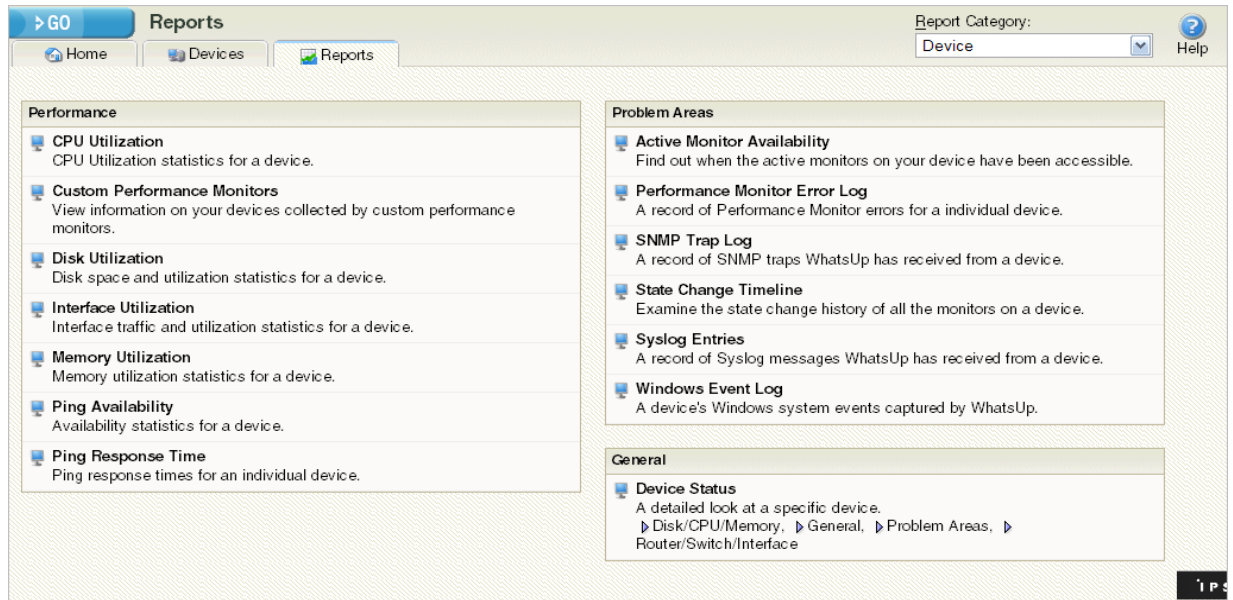 GO
Reports
Report Category:
Device
Help
Home
Devices
Reports
Performance
CPU Utilization
CPU Utilization statistics for a device.
Custom Performance Monitors
View information on your devices collected by custom performance
monitors.
Disk Utilization
Disk space and utilization statistics for a device.
Interface Utilization
Interface traffic and utilization statistics for a device.
Memory Utilization
Memory utilization statistics for a device.
Ping Availability
Availability statistics for a device.
Ping Response Time
Ping response times for an individual device.
Problem Areas
Active Monitor Availability
Find out when the active monitors on your device have been accessible.
Performance Monitor Error Log
A record of Performance Monitor errors for a individual device.
SNMP Trap Log
A record of SNMP traps WhatsUp has received from a device.
State Change Timeline
Examine the state change history of all the monitors on a device.
Syslog Entries
A record of Syslog messages WhatsUp has received from a device.
Windows Event Log
A device's Windows system events captured by WhatsUp.
General
Device Status
A detailed look at a specific device.
Disk/CPU/Memory, General, Problem Areas,
Router/Switch/Interface